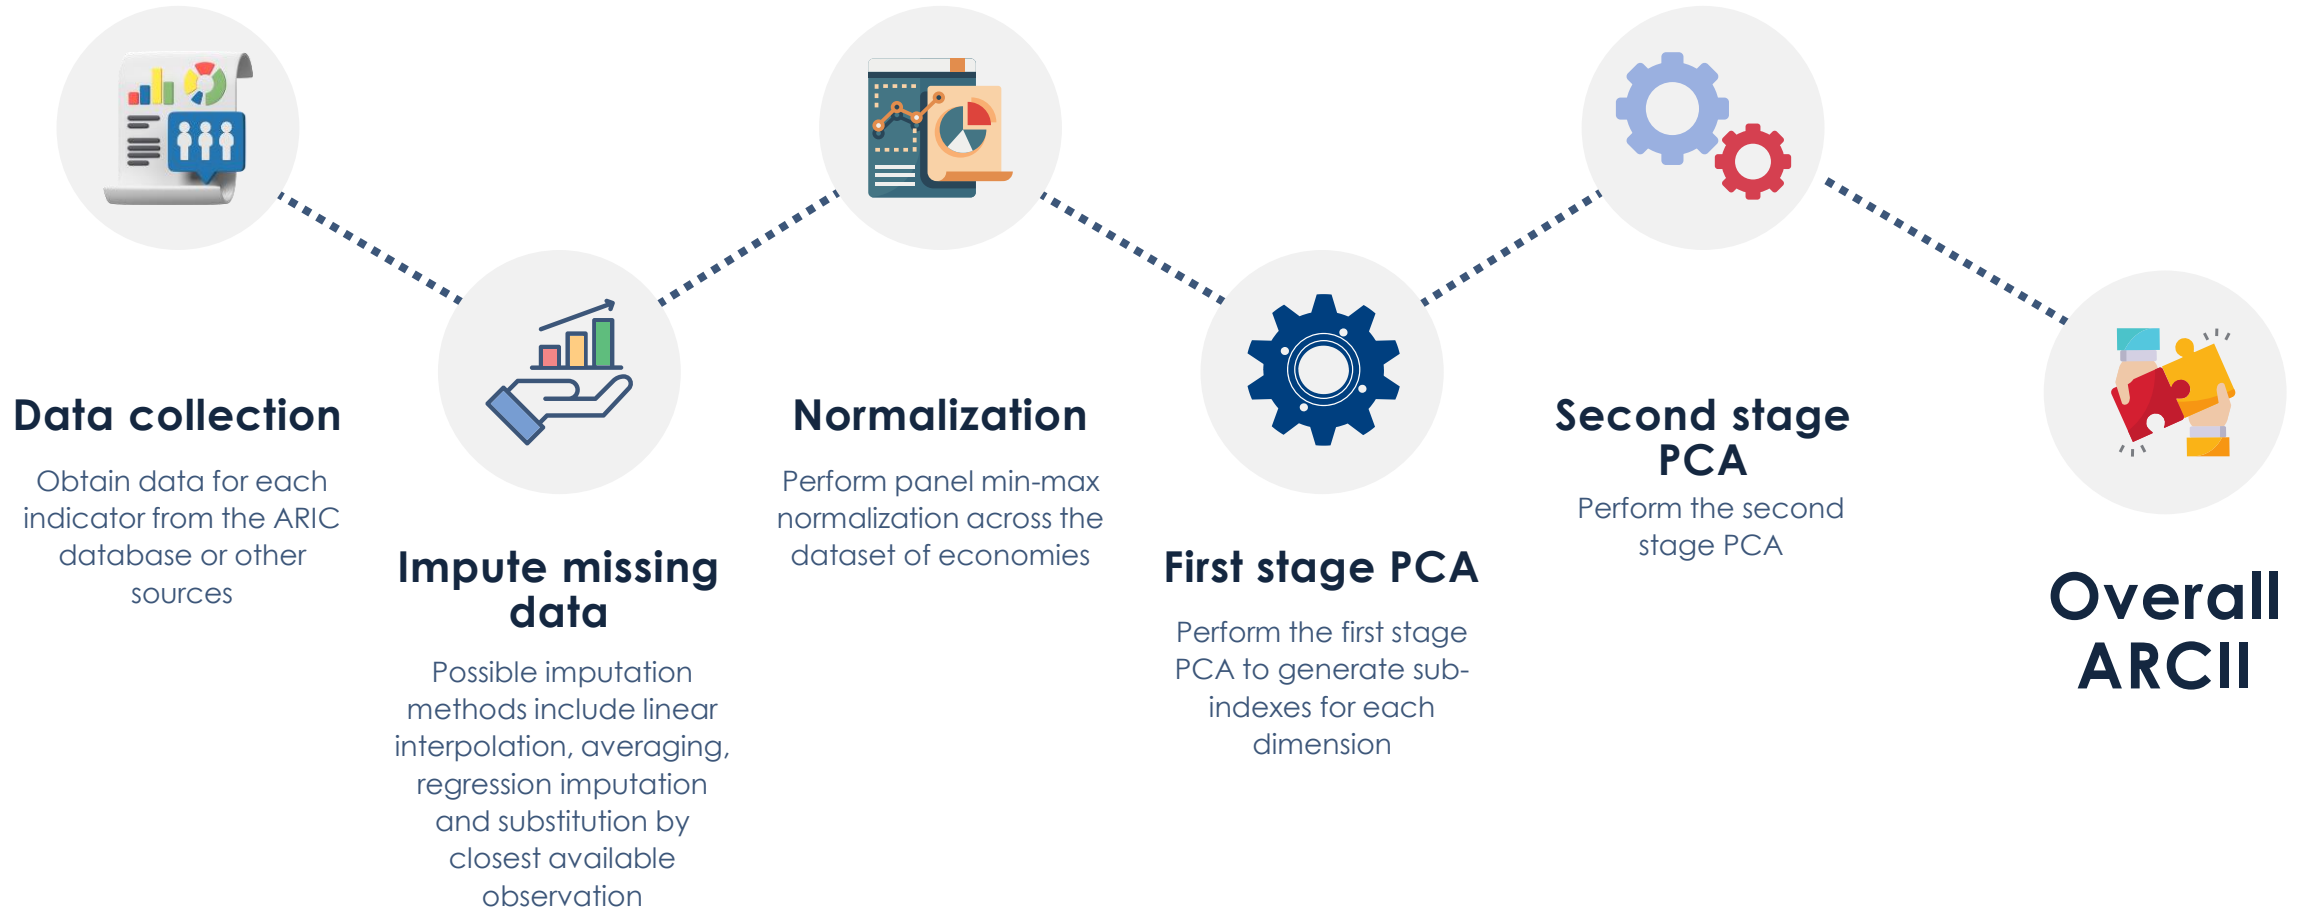 Data collection
Obtain data for each
indicator from the ARIC
database or other
sources
Impute missing
data
Possible imputation
methods include linear
interpolation, averaging,
regression imputation
and substitution by
closest available
observation
Normalization
Perform panel min-max
normalization across the
dataset of economies
First stage PCA
Perform the first stage
PCA to generate sub-
indexes for each
dimension
Second stage
PCA
Perform the second
stage PCA
Overall
ARCII